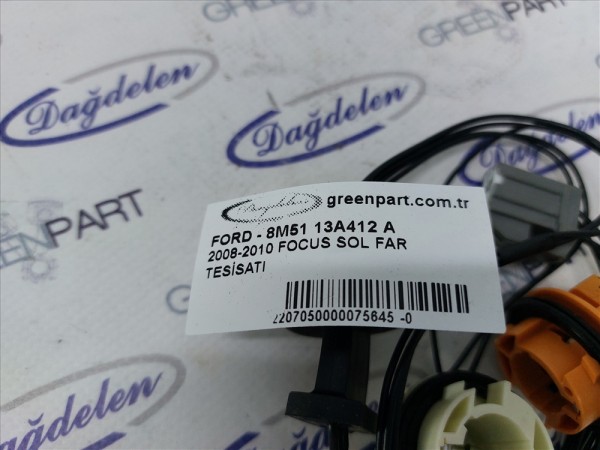 GREENPART
Dağdelen
Dağdelen
GREENPART
Dağdelen greenpart.com.tr
FORD - 8M51 13A412 A
2008-2010 FOCUS SOL FAR
TESİSATI
2207050000075645 -0
Dağdelen
Dağdelen